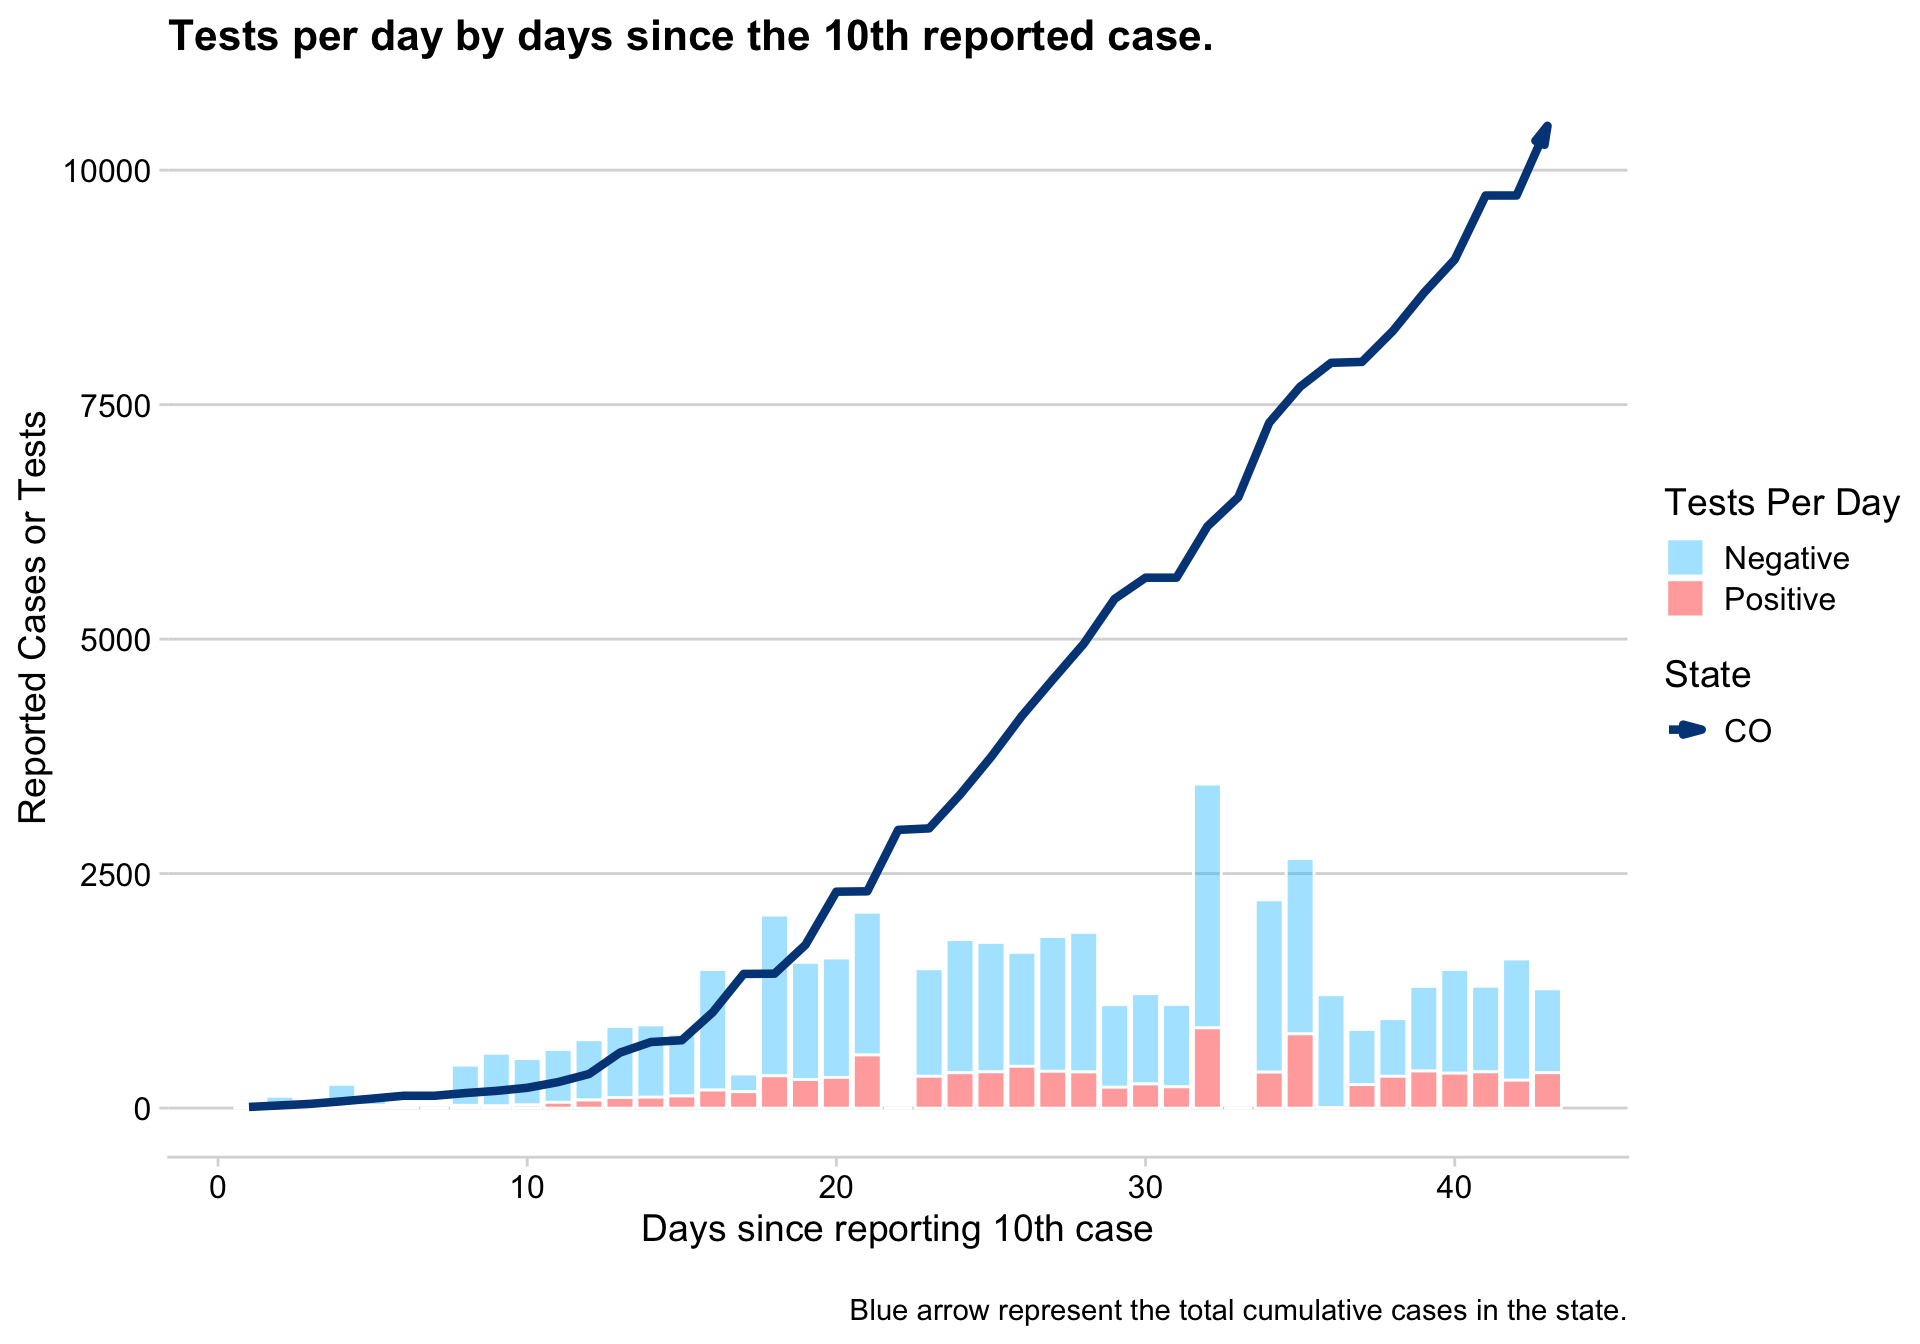 Tests per day by days since the 10th reported case.
10000
7500
5000
2500
0
Reported Cases or Tests
0 10 20 30 40
Days since reporting 10th case
Tests Per Day
Negative
Positive
State
CO
Blue arrow represent the total cumulative cases in the state.